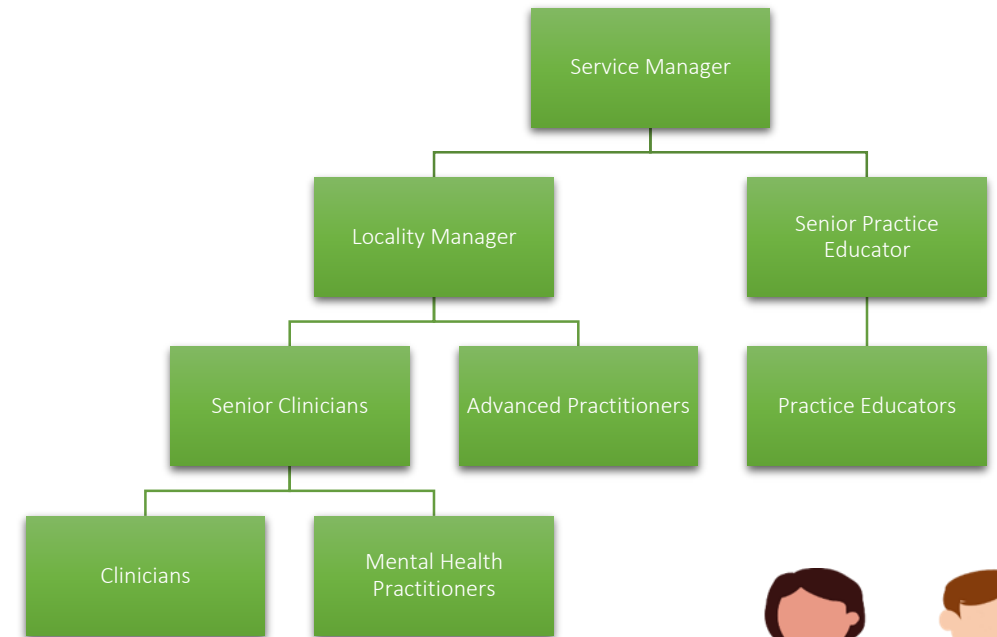 Service Manager
Locality Manager
Senior Practice
Educator
Senior Clinicians
Advanced Practitioners
Practice Educators
Clinicians
Mental Health
Practitioners